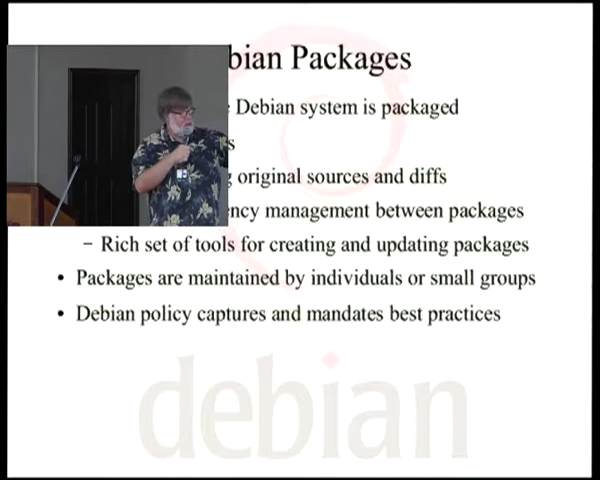 bian Packages
Debian system is packaged
s
original sources and diffs
ncy management between packages
– Rich set of tools for creating and updating packages
• Packages are maintained by individuals or small groups
• Debian policy captures and mandates best practices
debian